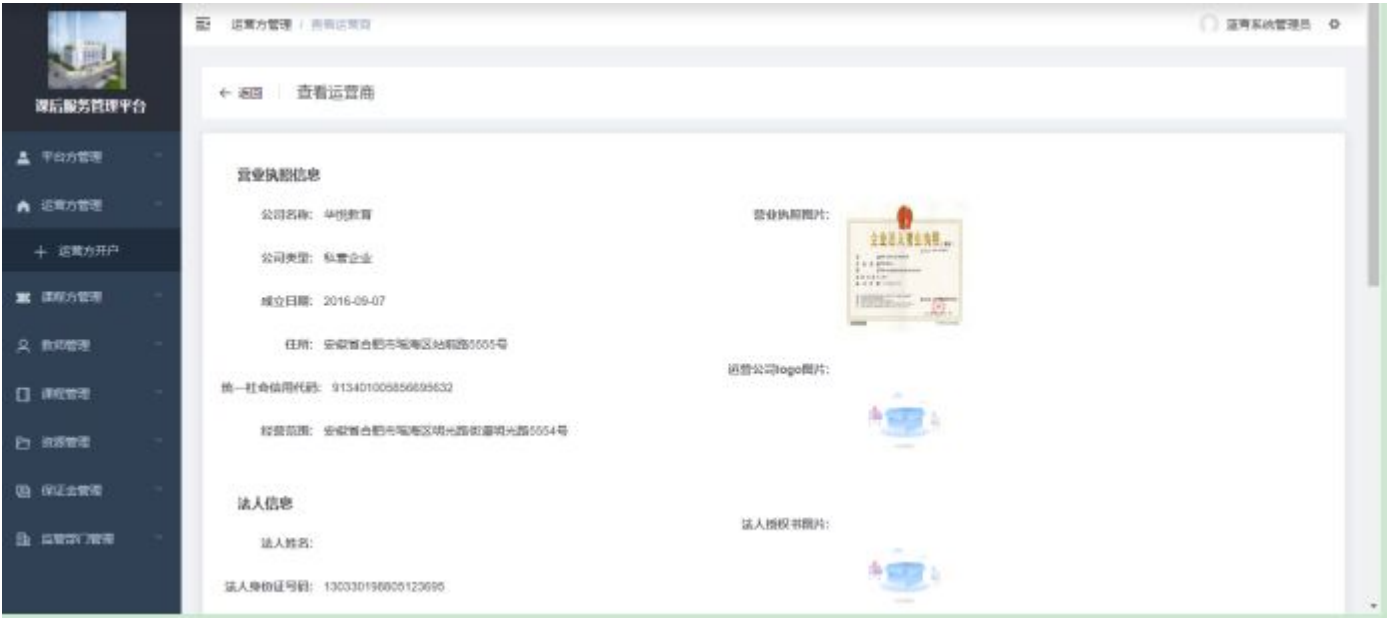 运营方管理 / 查看运营商
蓝青系统管理员
课后服务管理平台
← 返回
查看运营商
平台方管理
运营方管理
+ 运营方开户
课程方管理
教师管理
课程管理
资源管理
保证金管理
监管部门管理
营业执照信息
公司名称: 华悦教育
营业执照图片:
企业法人营业执照
公司类型: 私营企业
成立日期: 2016-09-07
住所: 安徽省合肥市瑶海区站前路5555号
运营公司logo图片:
统一社会信用代码: 913401005856695632
经营范围: 安徽省合肥市瑶海区明光路街道明光路5554号
法人信息
法人授权书图片:
法人姓名:
法人身份证号码: 130330198805123695